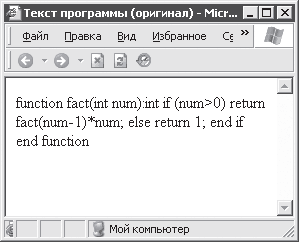 Текст программы (оригинал) - Micr...
Файл Правка Вид Избранное »
function fact(int num):int if (num>0) return
fact(num-1)*num; else return 1; end if
end function
Мой компьютер